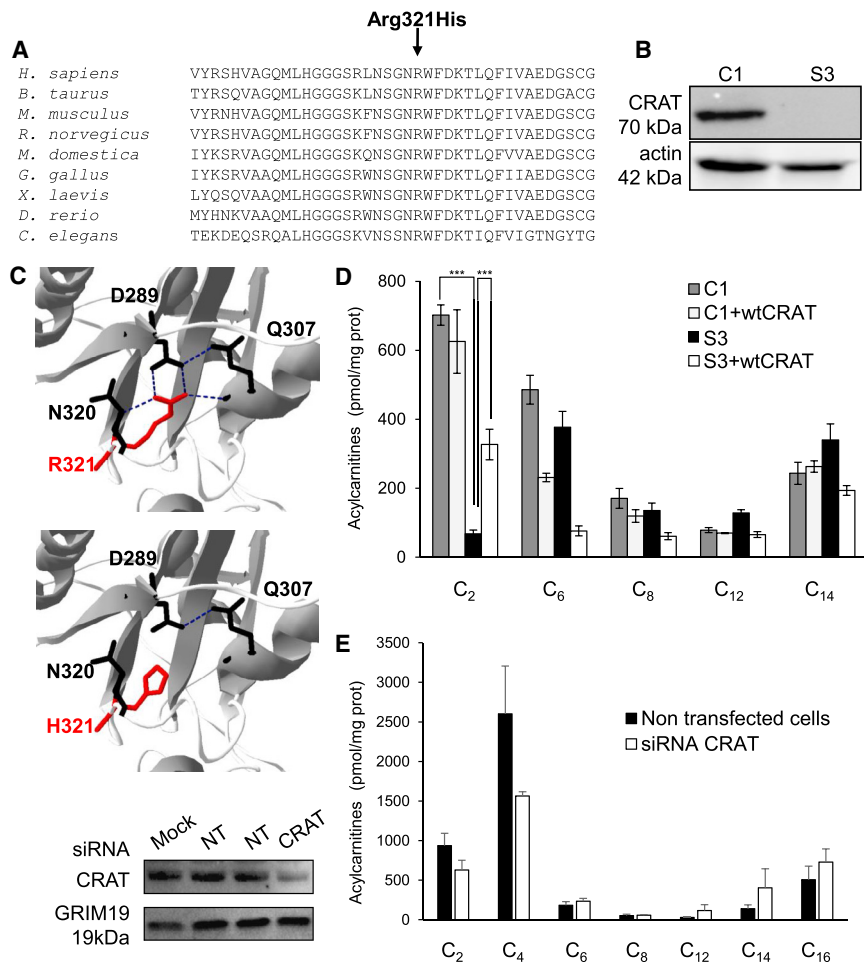 Arg321His
A
H. sapiens VYRSHVAGQMLHGGGSRLNSGNRWFDKTLQFIVAEDGSCG
B. taurus TYRSQVAGQMLHGGGSRLNSGNRWFDKTLQFIVAEDGACG
M. musculus VYRNHVAGQMLHGGGSKFNSGNRWFDKTLQFIVAEDGSCG
R. norvegicus VYRSHVAGQMLHGGGSKFNSGNRWFDKTLQFIVAEDGSCG
M. domestica IYKSRVAGQMLHGGGSKQNSGNRWFDKTLQFVVAEDGSCG
G. gallus IYKSRVAAQMLHGGGSRWNSGNRWFDKTLQFIIAEDGSCG
X. laevis LYQSQVAAQMLHGGGSRWNSGNRWFDKTLQFIVAEDGSCG
D. rerio MYHNKVAAQMLHGGGSRWNSGNRWFDKTLQFIVAEDGSCG
C. elegans TEKDEQSRQALHGGGSKVNSSNRWFDKTIQFVIGTNGYTG
B
C1 S3
CRAT
70 kDa
actin
42 kDa
C
D289
Q307
N320
R321
D289
Q307
N320
H321
siRNA Mock NT NT CRAT
CRAT
GRIM19
19kDa
D
Acylcarnitines (pmol/mg prot)
800
600
400
200
0
*** ***
C1
C1+wtCRAT
S3
S3+wtCRAT
C2 C6 C8 C12 C14
E
Acylcarnitines (pmol/mg prot)
3500
3000
2500
2000
1500
1000
500
0
Non transfected cells
siRNA CRAT
C2 C4 C6 C8 C12 C14 C16